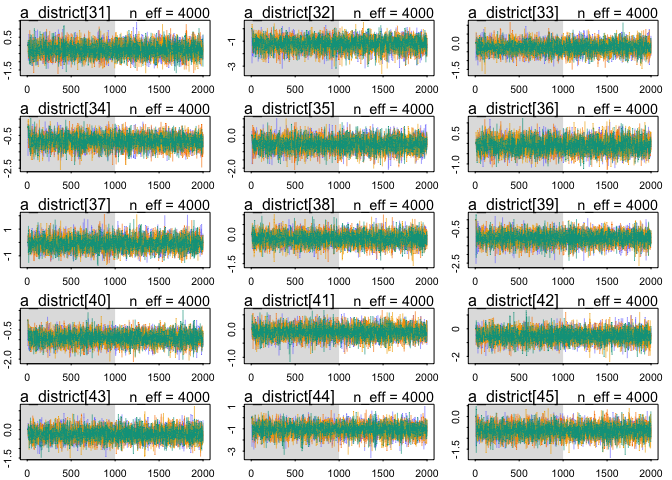 a_district[31] n_eff = 4000 a_district[32] n_eff = 4000 a_district[33] n_eff = 4000
0.5 -1.5 -1 -3 0.0 -1.5
0 500 1000 1500 2000 0 500 1000 1500 2000 0 500 1000 1500 2000
a_district[34] n_eff = 4000 a_district[35] n_eff = 4000 a_district[36] n_eff = 4000
-0.5 -2.5 0.0 -2.0 0.5 -1.0
0 500 1000 1500 2000 0 500 1000 1500 2000 0 500 1000 1500 2000
a_district[37] n_eff = 4000 a_district[38] n_eff = 4000 a_district[39] n_eff = 4000
1 -1 0.0 -1.5 -0.5 -2.5
0 500 1000 1500 2000 0 500 1000 1500 2000 0 500 1000 1500 2000
a_district[40] n_eff = 4000 a_district[41] n_eff = 4000 a_district[42] n_eff = 4000
-0.5 -2.0 0.0 -1.0 0 -2
0 500 1000 1500 2000 0 500 1000 1500 2000 0 500 1000 1500 2000
a_district[43] n_eff = 4000 a_district[44] n_eff = 4000 a_district[45] n_eff = 4000
0.0 -1.5 1 -1 -3 0.0 -1.5
0 500 1000 1500 2000 0 500 1000 1500 2000 0 500 1000 1500 2000